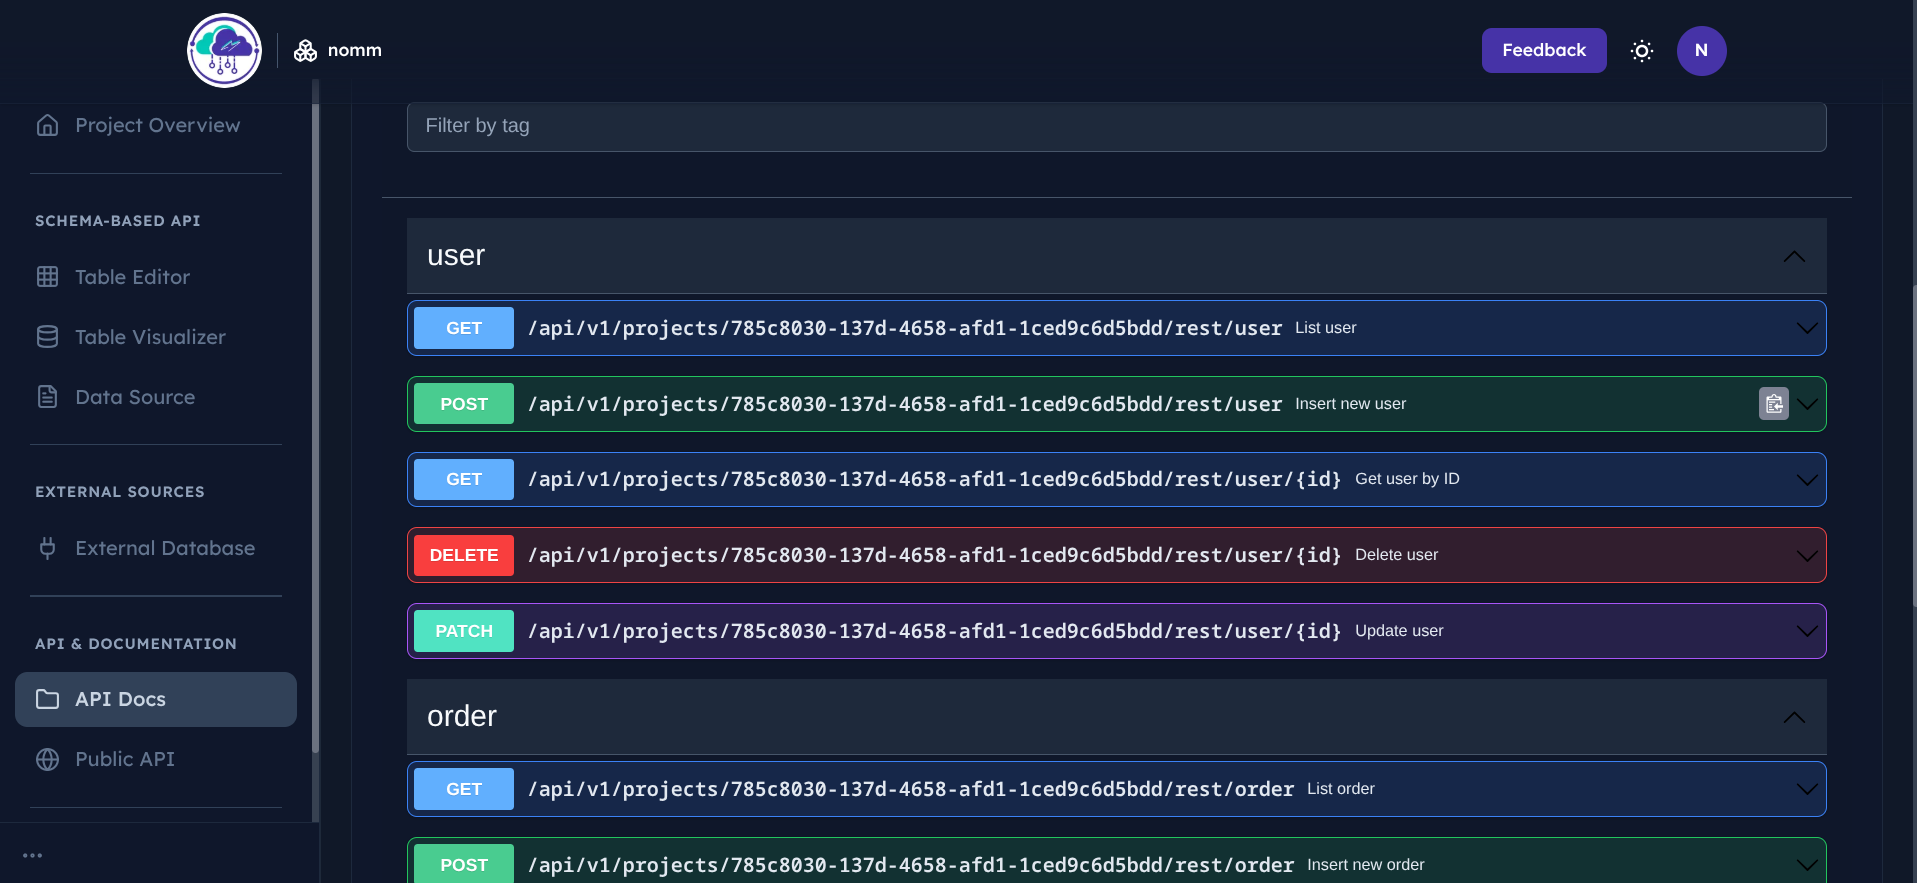 nomm
Feedback
N
Project Overview
SCHEMA-BASED API
Table Editor
Table Visualizer
Data Source
EXTERNAL SOURCES
External Database
API & DOCUMENTATION
API Docs
Public API
Filter by tag
user
GET /api/v1/projects/785c8030-137d-4658-afd1-1ced9c6d5bdd/rest/user List user
POST /api/v1/projects/785c8030-137d-4658-afd1-1ced9c6d5bdd/rest/user Insert new user
GET /api/v1/projects/785c8030-137d-4658-afd1-1ced9c6d5bdd/rest/user/{id} Get user by ID
DELETE /api/v1/projects/785c8030-137d-4658-afd1-1ced9c6d5bdd/rest/user/{id} Delete user
PATCH /api/v1/projects/785c8030-137d-4658-afd1-1ced9c6d5bdd/rest/user/{id} Update user
order
GET /api/v1/projects/785c8030-137d-4658-afd1-1ced9c6d5bdd/rest/order List order
POST /api/v1/projects/785c8030-137d-4658-afd1-1ced9c6d5bdd/rest/order Insert new order